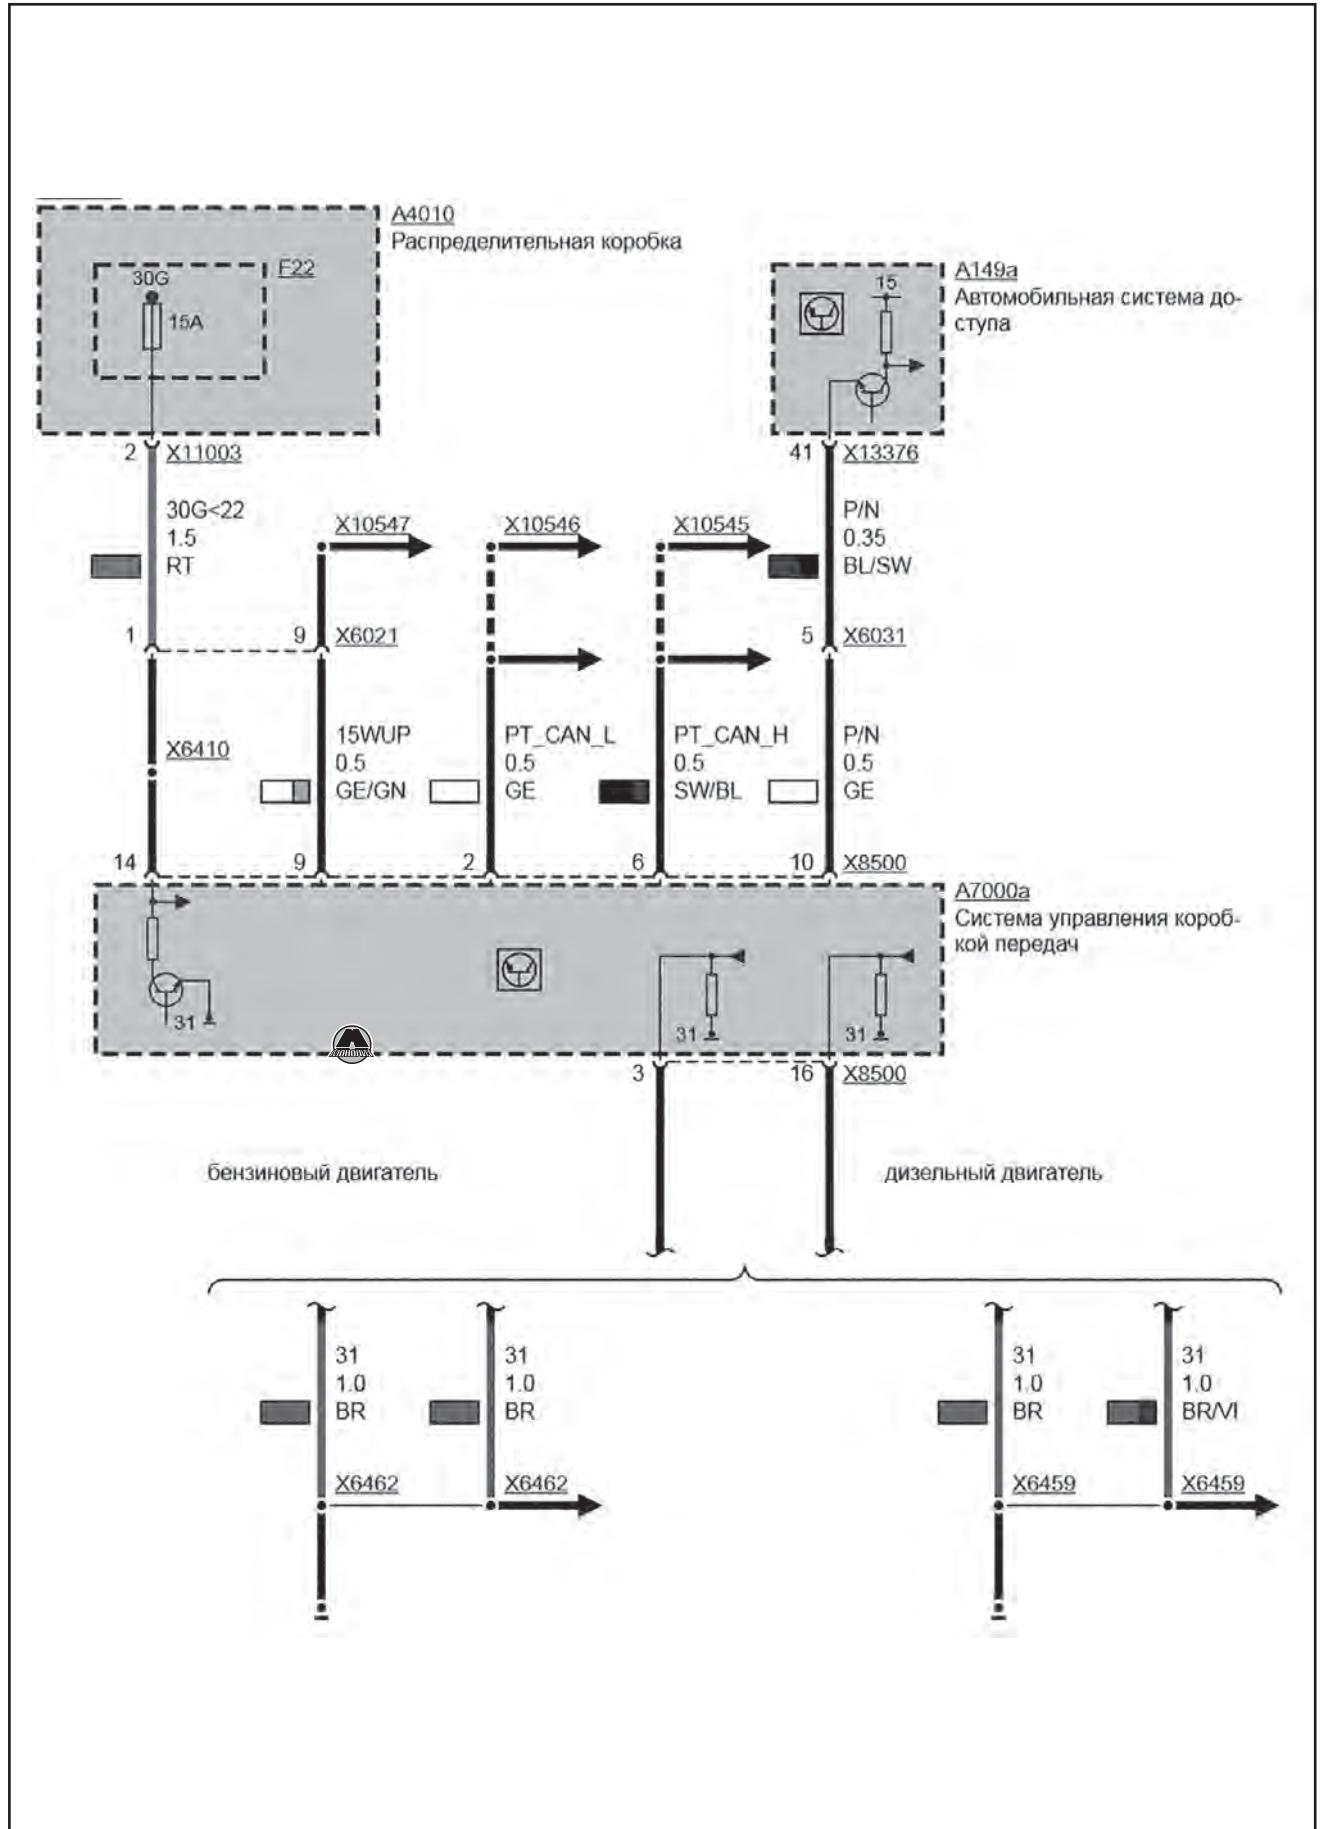 A4010
Распределительная коробка
F22
30G
15A
A149a
Автомобильная система до-
ступа
15
2 X11003
41 X13376
30G<22
1.5
RT
X10547
X10546
X10545
P/N
0.35
BL/SW
1
9 X6021
5 X6031
X6410
15WUP
0.5
GE/GN
PT_CAN_L
0.5
GE
PT_CAN_H
0.5
SW/BL
P/N
0.5
GE
14
9
2
6
10 X8500
A7000a
Система управления короб-
кой передач
31
31
31
3
16 X8500
бензиновый двигатель
дизельный двигатель
31
1.0
BR
31
1.0
BR
31
1.0
BR
31
1.0
BR/VI
X6462
X6462
X6459
X6459